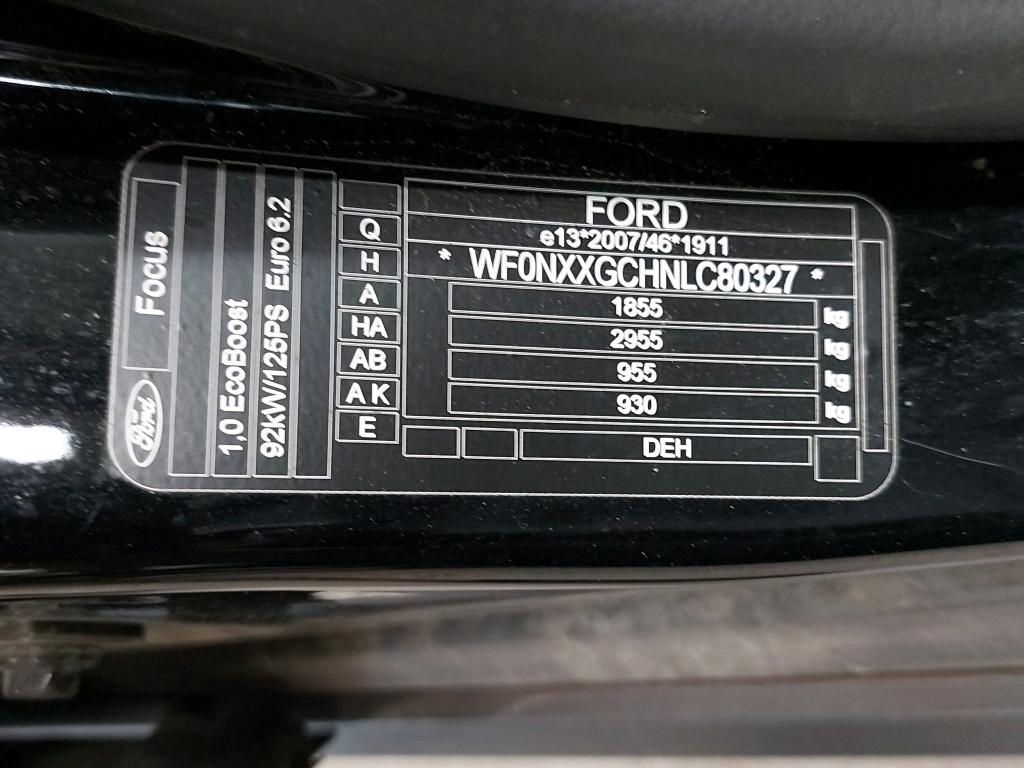 FORD
e13*2007/46*1911
* WF0NXXGCHNLC80327 *
Q
H
A 1855 kg
HA 2955 kg
AB 955 kg
A K 930 kg
E
DEH
Ford
Focus
1,0 EcoBoost
92kW/125PS Euro 6.2